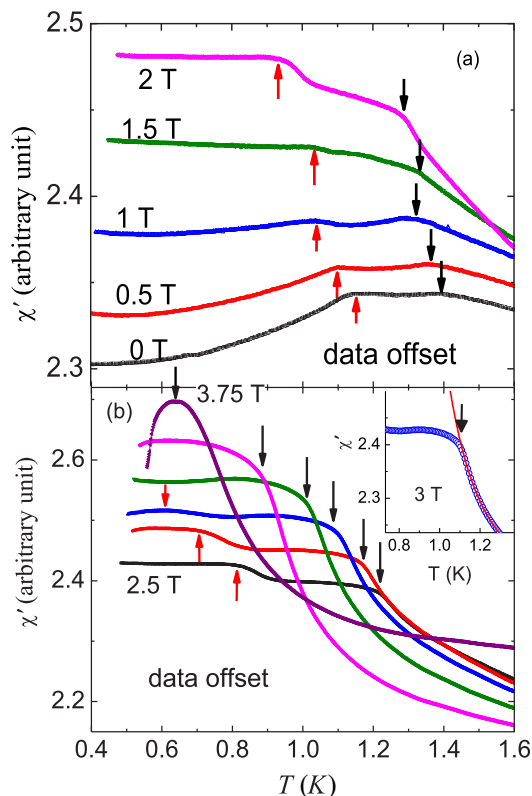 2.5
(a)
2 T
1.5 T
2.4
1 T
0.5 T
0 T
2.3
data offset
χ′ (arbitrary unit)
(b)
3.75 T
2.6
2.4
2.5 T
2.2
data offset
χ′ (arbitrary unit)
χ′
2.4
2.3
3 T
0.8 1.0 1.2
T (K)
0.4 0.6 0.8 1.0 1.2 1.4 1.6
T (K)